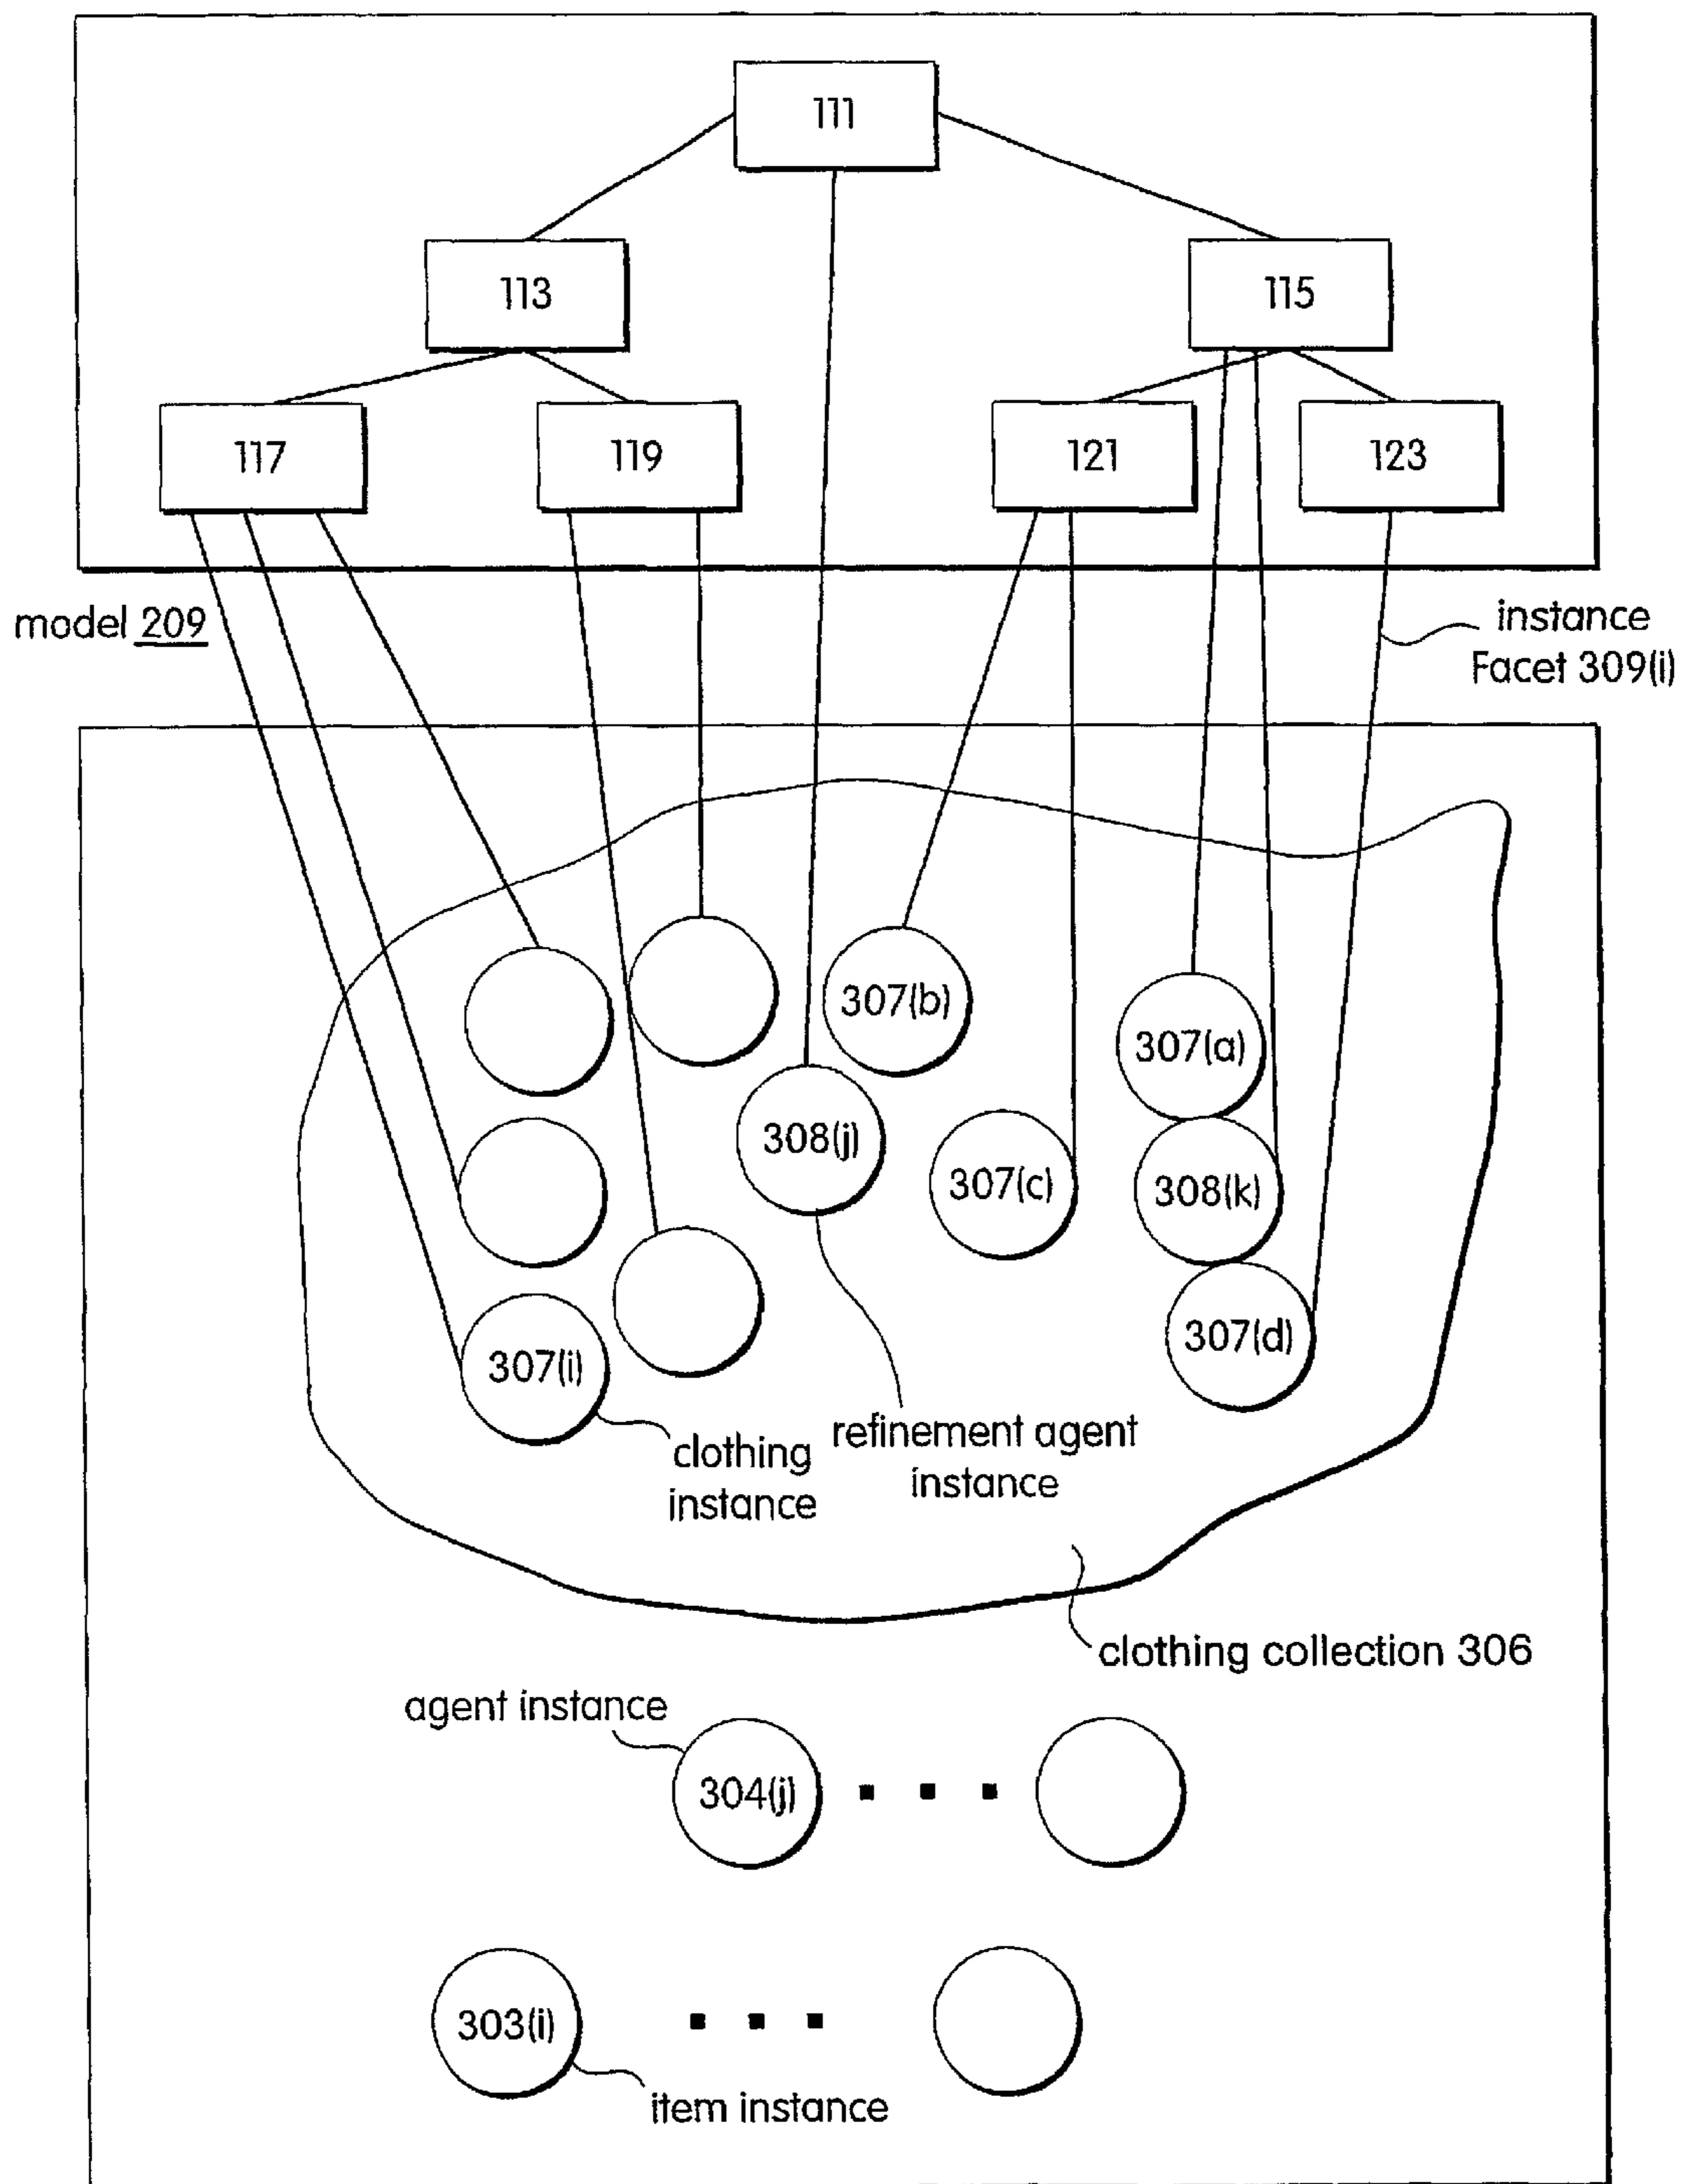 111
113
115
117
119
121
123
model 209
instance
Facet 309(i)
307(b)
307(a)
308(j)
307(c)
308(k)
307(d)
307(i)
refinement agent
instance
clothing
instance
clothing collection 306
agent instance
304(j)
303(i)
item instance